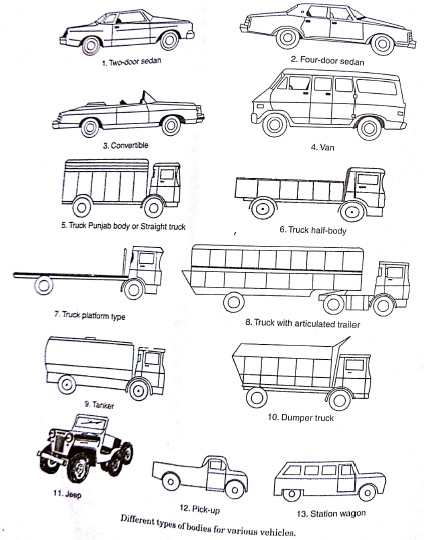 1. Two-door sedan
2. Four-door sedan
3. Convertible
4. Van
5. Truck Punjab body or Straight truck
6. Truck half-body
7. Truck platform type
8. Truck with articulated trailer
9. Tanker
10. Dumper truck
11. Jeep
12. Pick-up
13. Station wagon
Different types of bodies for various vehicles.